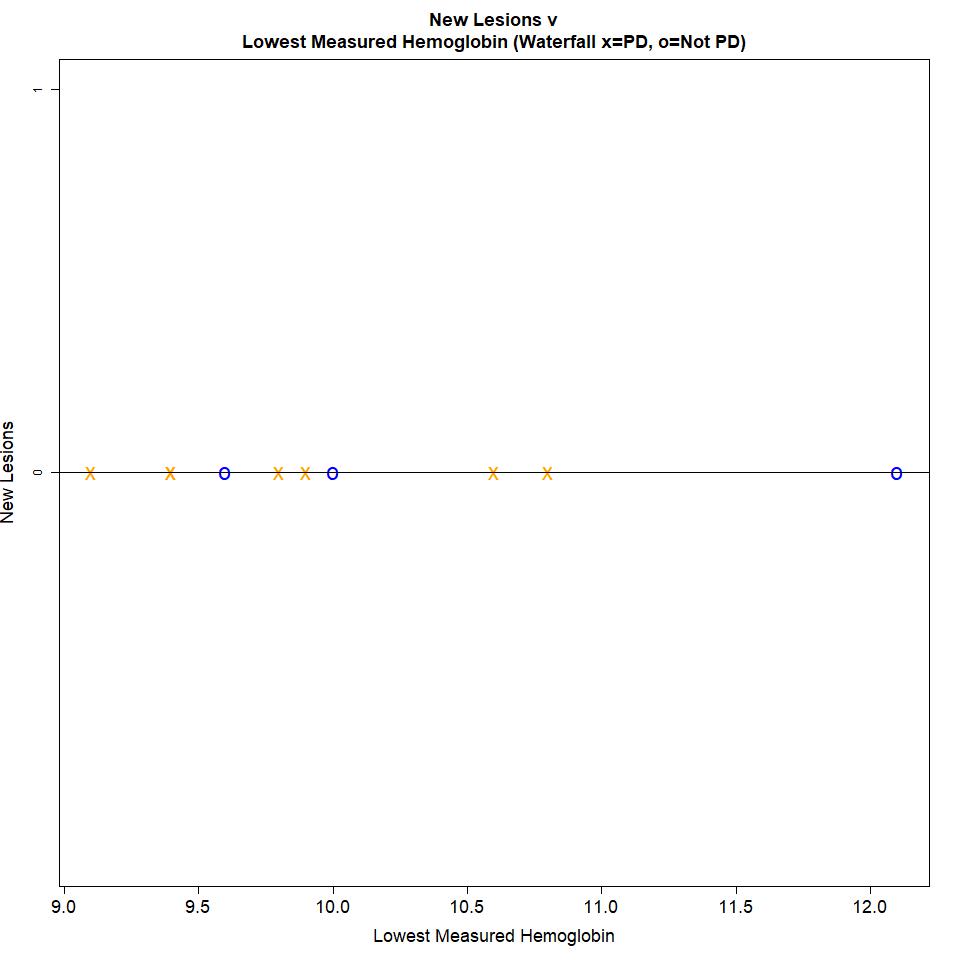 New Lesions v
Lowest Measured Hemoglobin (Waterfall x=PD, o=Not PD)
1
New Lesions
0
x x o x x o x x o
9.0 9.5 10.0 10.5 11.0 11.5 12.0
Lowest Measured Hemoglobin